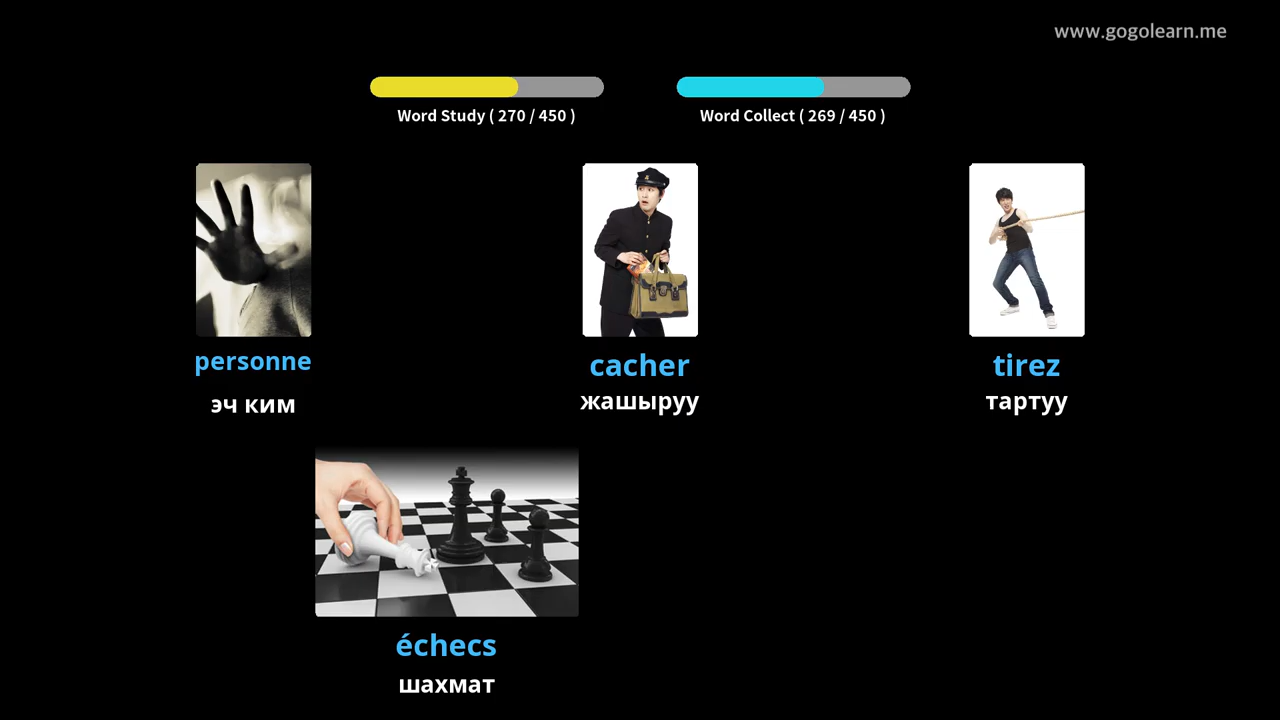 www.gogolearn.me
Word Study ( 270 / 450 )
Word Collect ( 269 / 450 )
personne
эч ким
cacher
жашыруу
tirez
тартуу
échecs
шахмат